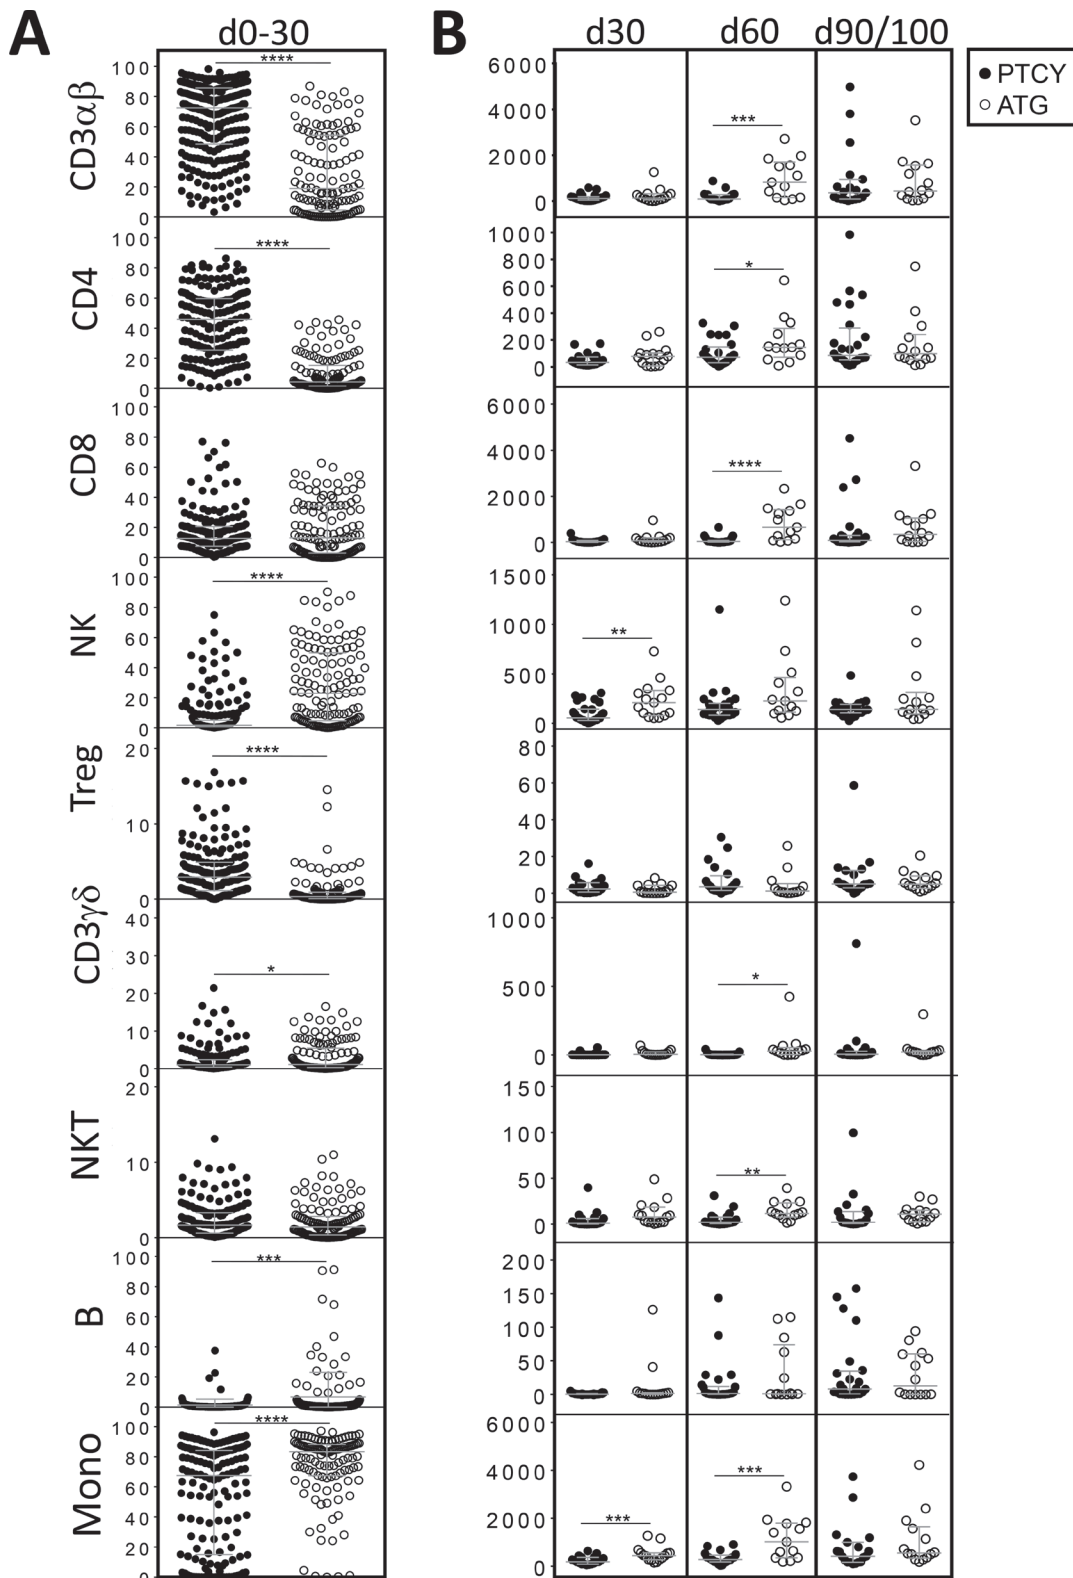 A B
d0-30 d30 d60 d90/100
PTCY
ATG
CD3αβ
100 80 60 40 20 0
****
6000 4000 2000 0
***
CD4
100 80 60 40 20 0
****
1000 800 600 400 200 0
*
CD8
100 80 60 40 20 0
6000 4000 2000 0
****
NK
100 80 60 40 20 0
****
1500 1000 500 0
**
Treg
20 10 0
****
80 60 40 20 0
CD3γδ
40 30 20 10 0
*
1000 500 0
*
NKT
20 10 0
150 100 50 0
**
B
100 80 60 40 20 0
***
200 150 100 50 0
Mono
100 80 60 40 20 0
****
6000 4000 2000 0
***
***